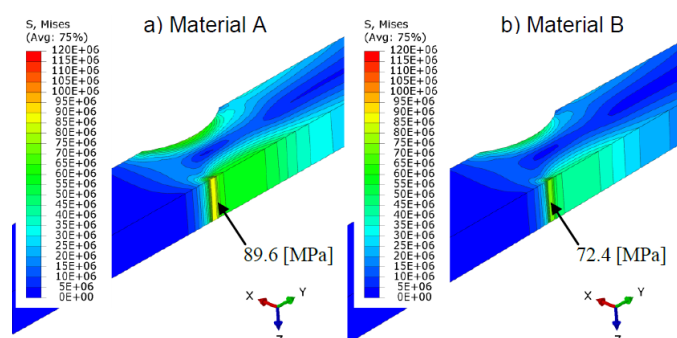 a) Material A
S, Mises
(Avg: 75%)
120E+06
115E+06
110E+06
105E+06
100E+06
95E+06
90E+06
85E+06
80E+06
75E+06
70E+06
65E+06
60E+06
55E+06
50E+06
45E+06
40E+06
35E+06
30E+06
25E+06
20E+06
15E+06
10E+06
5E+06
0E+00
89.6 [MPa]
X
Y
Z
b) Material B
S, Mises
(Avg: 75%)
120E+06
115E+06
110E+06
105E+06
100E+06
95E+06
90E+06
85E+06
80E+06
75E+06
70E+06
65E+06
60E+06
55E+06
50E+06
45E+06
40E+06
35E+06
30E+06
25E+06
20E+06
15E+06
10E+06
5E+06
0E+00
72.4 [MPa]
X
Y
Z